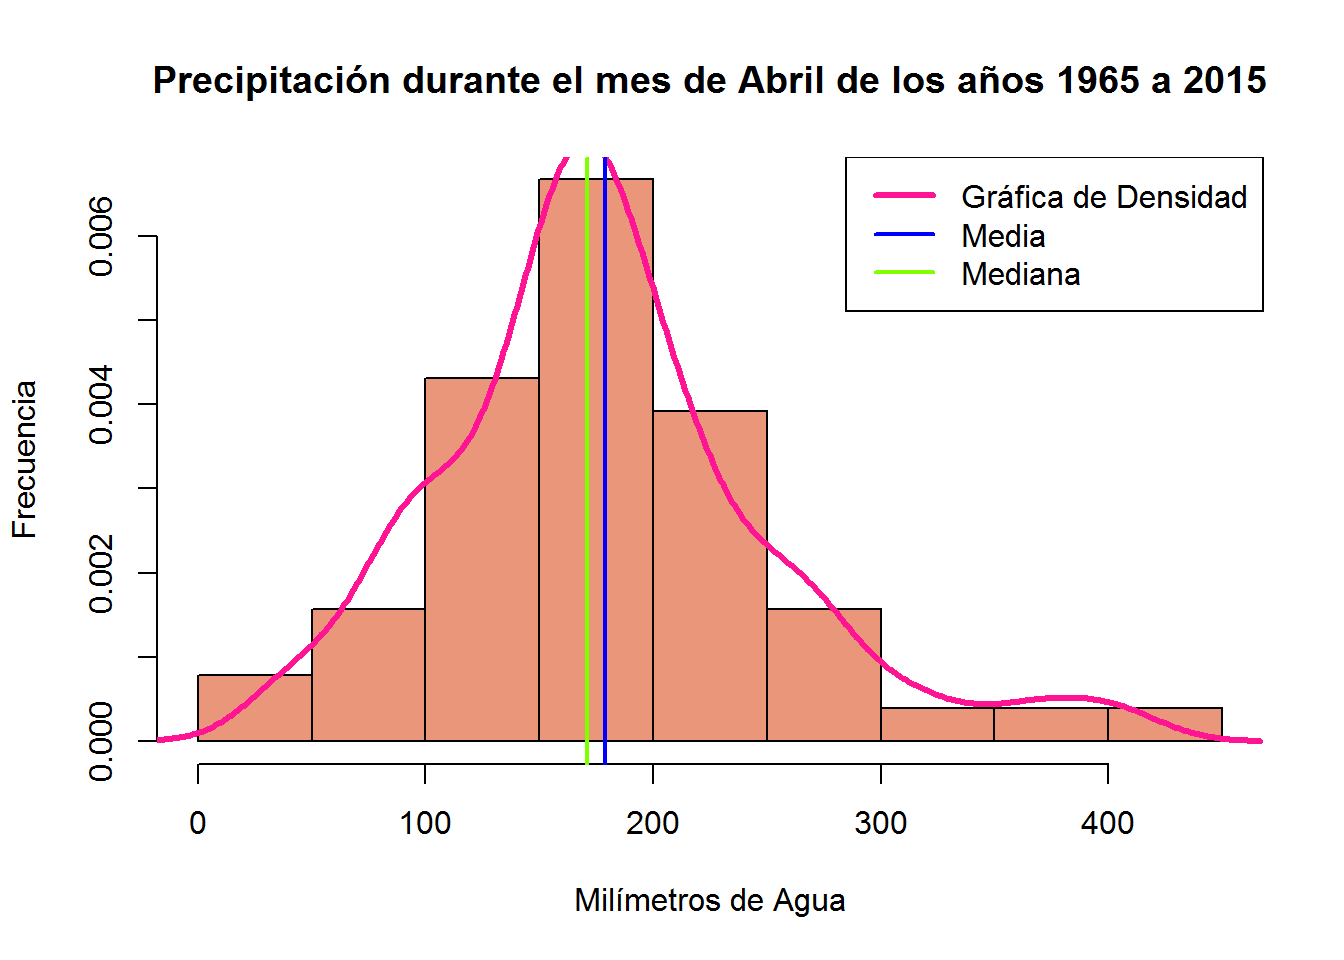 Precipitación durante el mes de Abril de los años 1965 a 2015
Gráfica de Densidad
Media
Mediana
Frecuencia
0.006
0.004
0.002
0.000
0 100 200 300 400
Milímetros de Agua